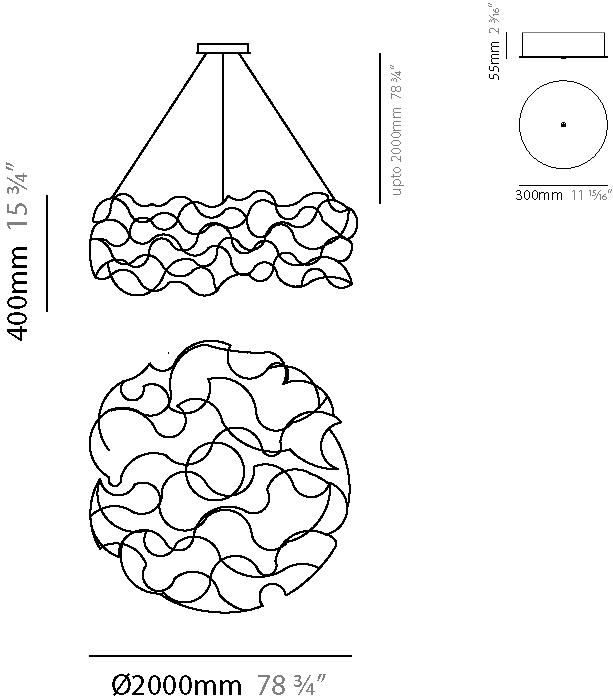 55mm 2 3⁄16"
upto 2000mm 78 ¾"
300mm 11 15⁄16"
400mm 15 ¾"
Ø2000mm 78 ¾"